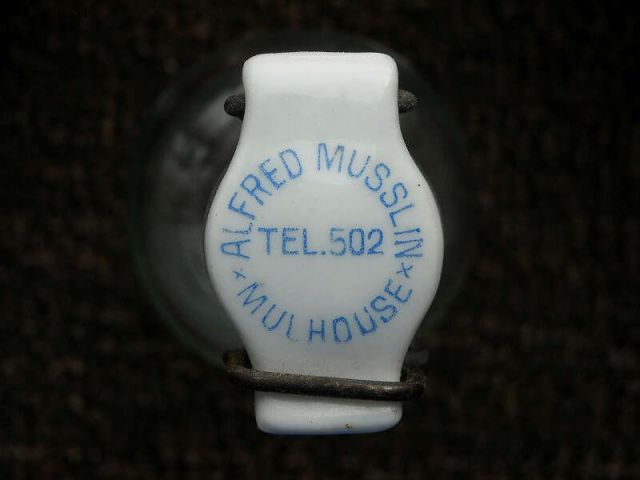 ALFRED MUSSLIN
TEL.502
× MULHOUSE ×